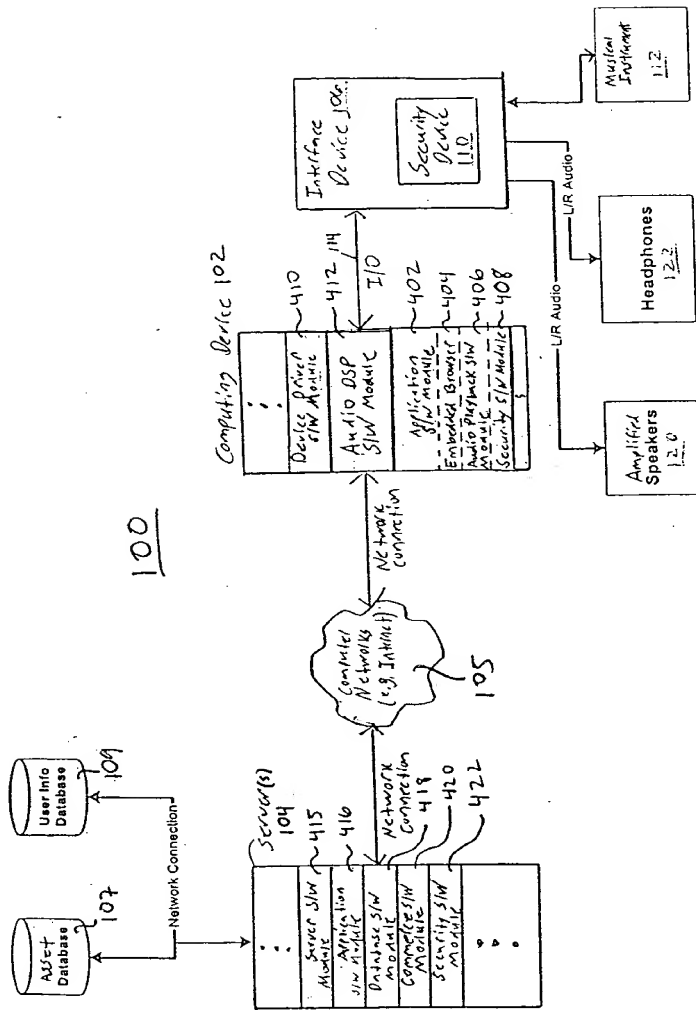 100
Asset
Database
107
User Info
Database
109
Network Connection
Server(s)
104
Server S/W
Module
415
Application
S/W Module
416
Database S/W
Module
418
Commerce S/W
Module
420
Security S/W
Module
422
Network
Connection
Computer
Networks
(e.g., Internet)
105
Network
Connection
Computing Device 102
Device Driver
S/W Module
410
Audio DSP
S/W Module
412
Application
S/W Module
402
Embedded Browser
404
Audio Playback S/W
Module
406
Security S/W Module
408
114
I/O
Interface
Device 106
Security
Device
110
L/R Audio
L/R Audio
Amplified
Speakers
120
Headphones
122
Musical
Instrument
112